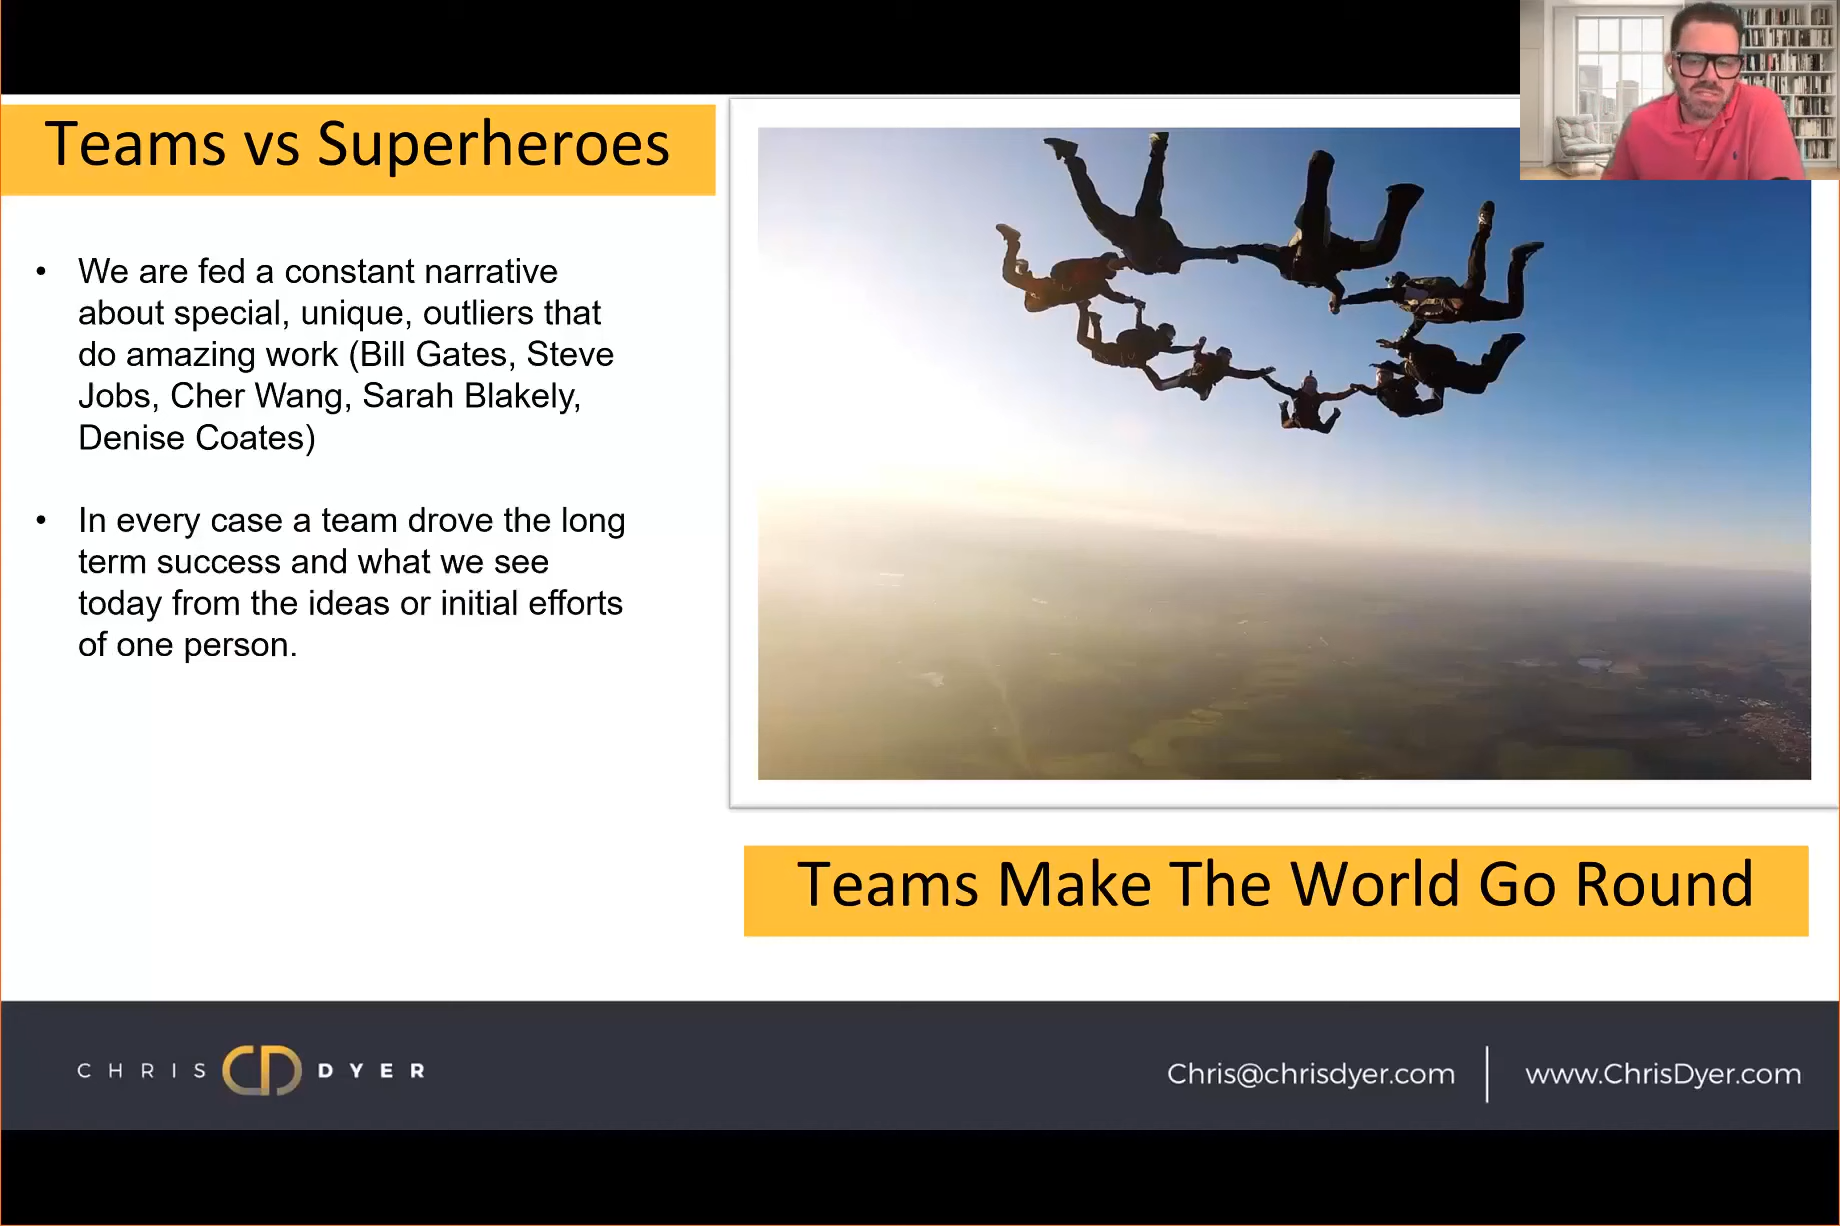 Teams vs Superheroes
• We are fed a constant narrative
about special, unique, outliers that
do amazing work (Bill Gates, Steve
Jobs, Cher Wang, Sarah Blakely,
Denise Coates)
• In every case a team drove the long
term success and what we see
today from the ideas or initial efforts
of one person.
Teams Make The World Go Round
CHRIS CD DYER
Chris@chrisdyer.com | www.ChrisDyer.com